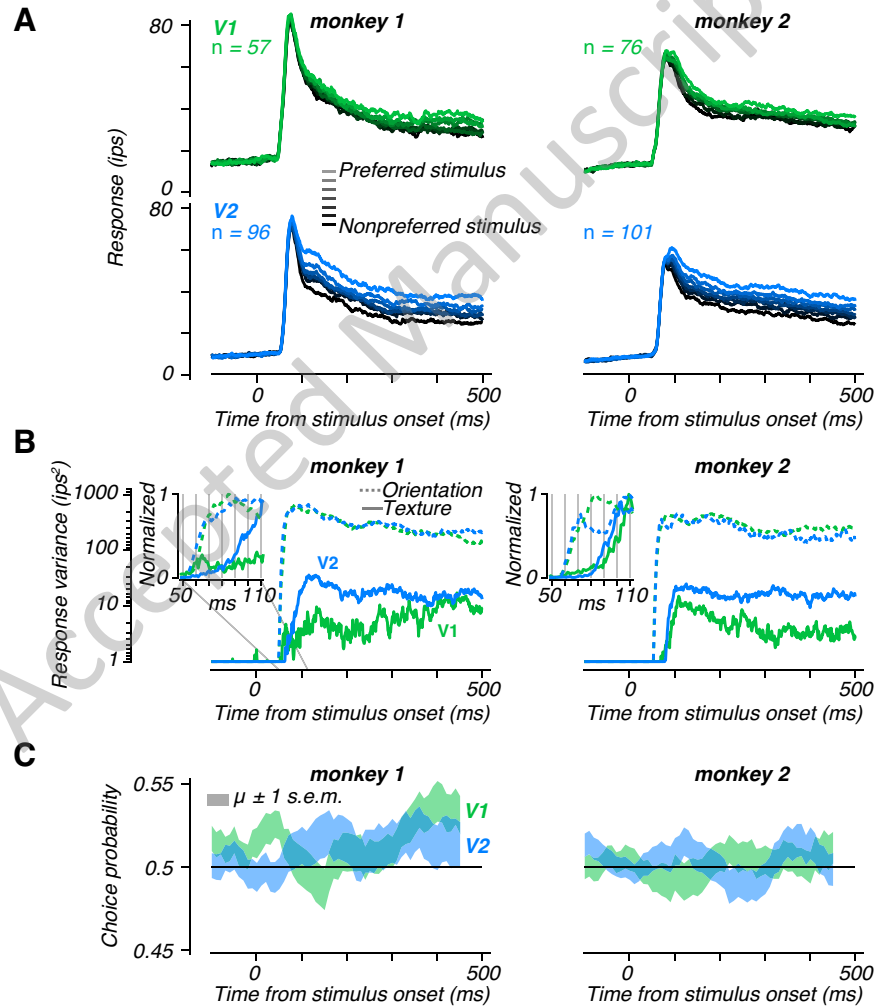 Accepted Manuscrip
A
monkey 1
monkey 2
V1
n = 57
n = 76
80
0
Response (ips)
Preferred stimulus
Nonpreferred stimulus
V2
n = 96
n = 101
80
0
0
500
0
500
Time from stimulus onset (ms)
Time from stimulus onset (ms)
B
monkey 1
monkey 2
Response variance (ips²)
1000
100
10
1
Normalized
1
0
50
110
ms
Orientation
Texture
V2
V1
Normalized
1
0
50
110
ms
0
500
0
500
Time from stimulus onset (ms)
Time from stimulus onset (ms)
C
monkey 1
monkey 2
Choice probability
0.55
0.5
0.45
μ ± 1 s.e.m.
V1
V2
0
500
0
500
Time from stimulus onset (ms)
Time from stimulus onset (ms)